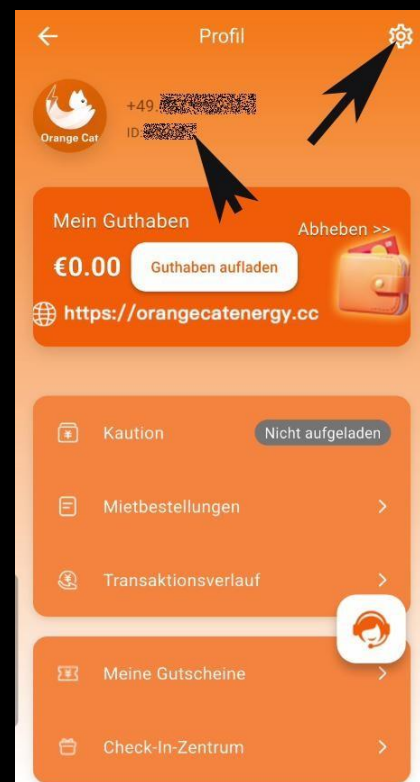 Profil
Orange Cat
+49.
ID:
Mein Guthaben
Abheben >>
€0.00
Guthaben aufladen
https://orangecatenergy.cc
Kaution
Nicht aufgeladen
Mietbestellungen
Transaktionsverlauf
Meine Gutscheine
Check-In-Zentrum